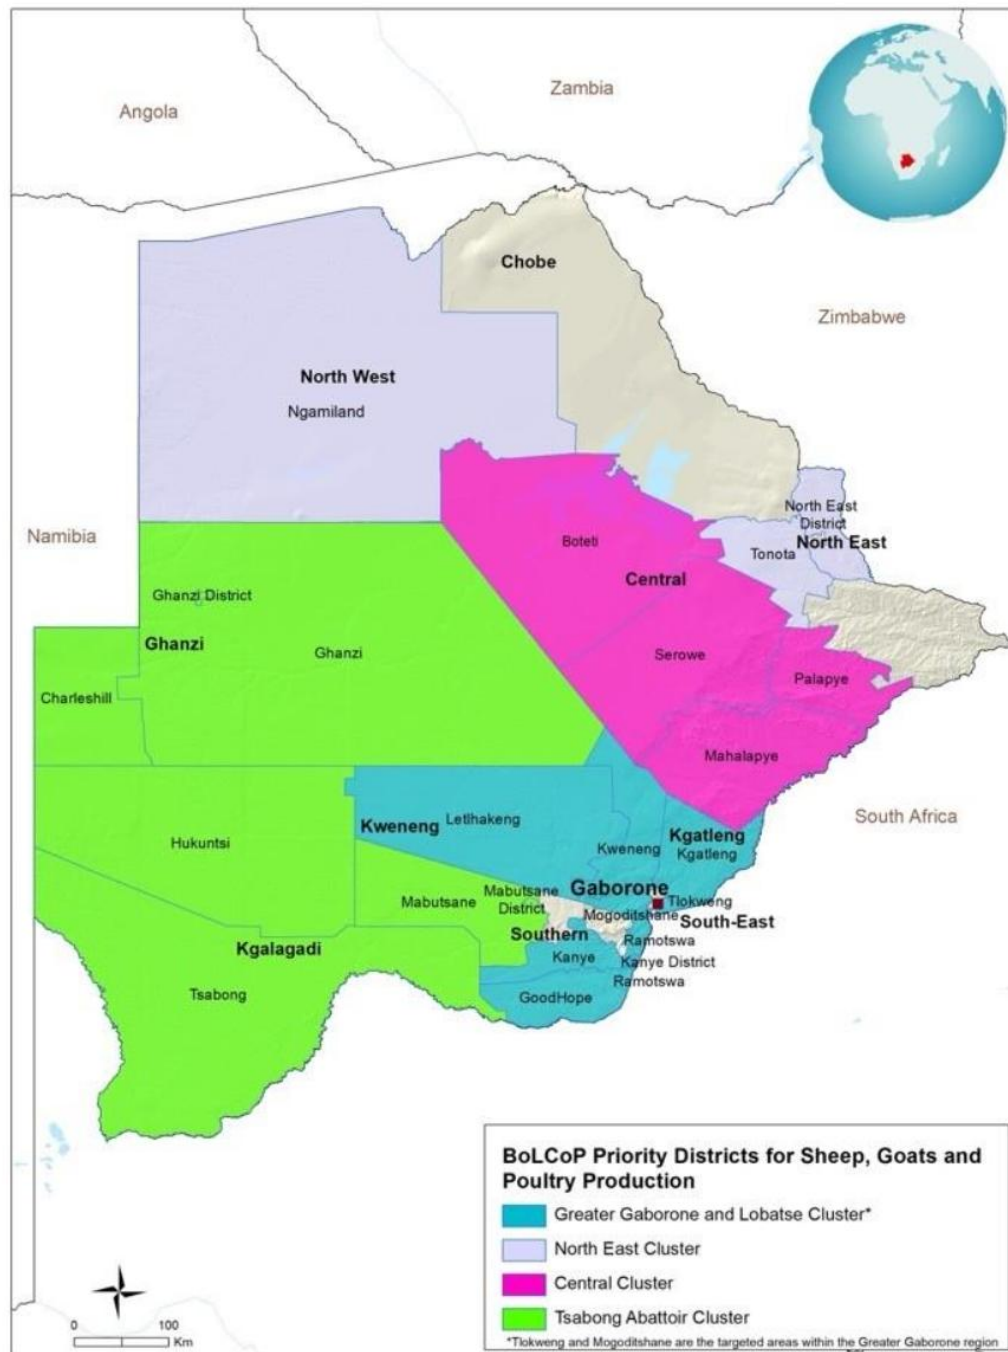 Angola
Zambia
Chobe
Zimbabwe
North West
Ngamiland
Namibia
North East
District
North East
Boteti
Tonota
Central
Ghanzi District
Ghanzi
Ghanzi
Serowe
Charleshill
Palapye
Mahalapye
South Africa
Hukuntsi
Kweneng
Letlhakeng
Kweneng
Kgatleng
Kgatleng
Gaborone
Mabutsane
Mabutsane
District
Tlokweng
Mogoditshane
South-East
Southern
Ramotswa
Kgalagadi
Kanye
Kanye District
Ramotswa
Tsabong
GoodHope
BoLCoP Priority Districts for Sheep, Goats and
Poultry Production
Greater Gaborone and Lobatse Cluster*
North East Cluster
Central Cluster
Tsabong Abattoir Cluster
*Tlokweng and Mogoditshane are the targeted areas within the Greater Gaborone region
0 100
Km